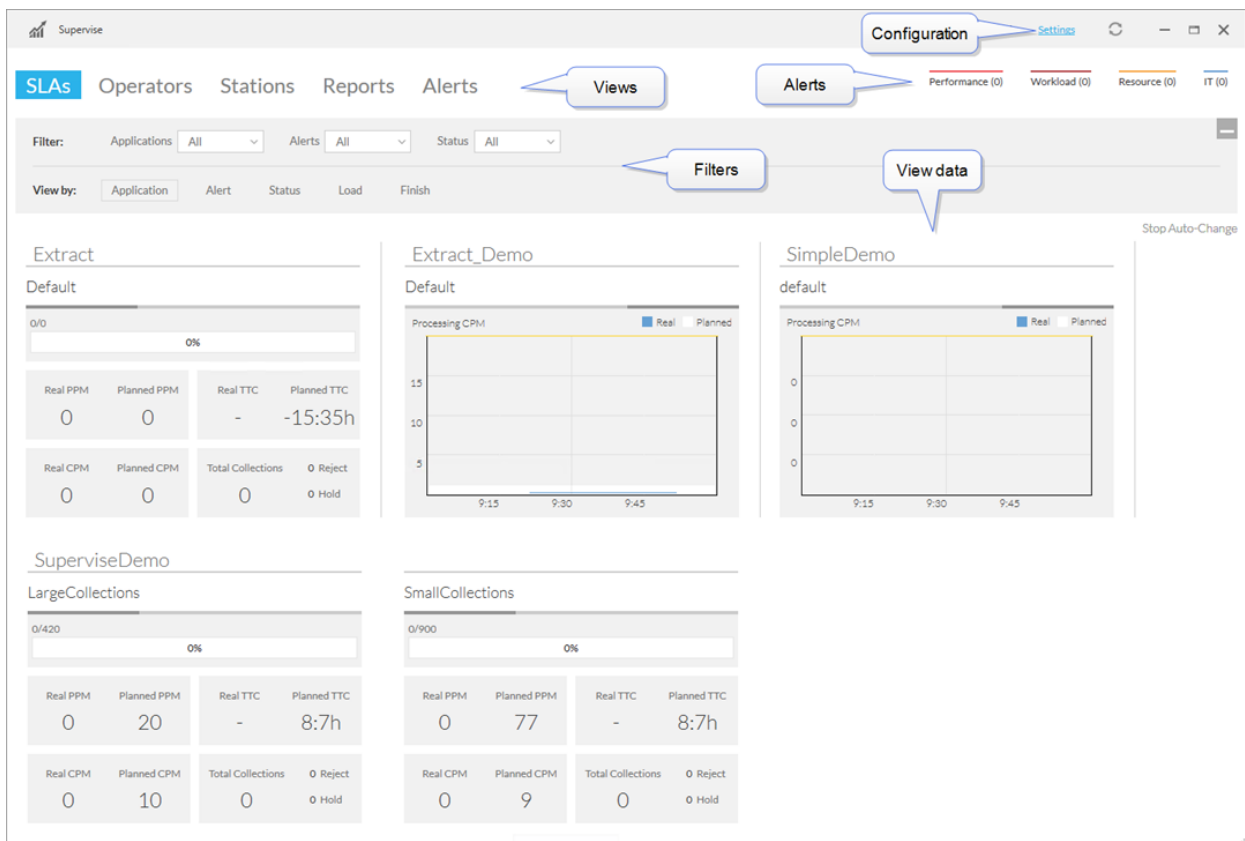 Supervise
Configuration
Settings
SLAs Operators Stations Reports Alerts
Views
Alerts
Performance (0) Workload (0) Resource (0) IT (0)
Filter: Applications All Alerts All Status All
Filters
View data
View by: Application Alert Status Load Finish
Stop Auto-Change
Extract
Default
0/0
0%
Real PPM Planned PPM Real TTC Planned TTC
0 0 - -15:35h
Real CPM Planned CPM Total Collections 0 Reject
0 0 0 0 Hold
Extract_Demo
Default
Processing CPM Real Planned
15
10
5
9:15 9:30 9:45
SimpleDemo
default
Processing CPM Real Planned
0
0
0
9:15 9:30 9:45
SuperviseDemo
LargeCollections
0/420
0%
Real PPM Planned PPM Real TTC Planned TTC
0 20 - 8:7h
Real CPM Planned CPM Total Collections 0 Reject
0 10 0 0 Hold
SmallCollections
0/900
0%
Real PPM Planned PPM Real TTC Planned TTC
0 77 - 8:7h
Real CPM Planned CPM Total Collections 0 Reject
0 9 0 0 Hold